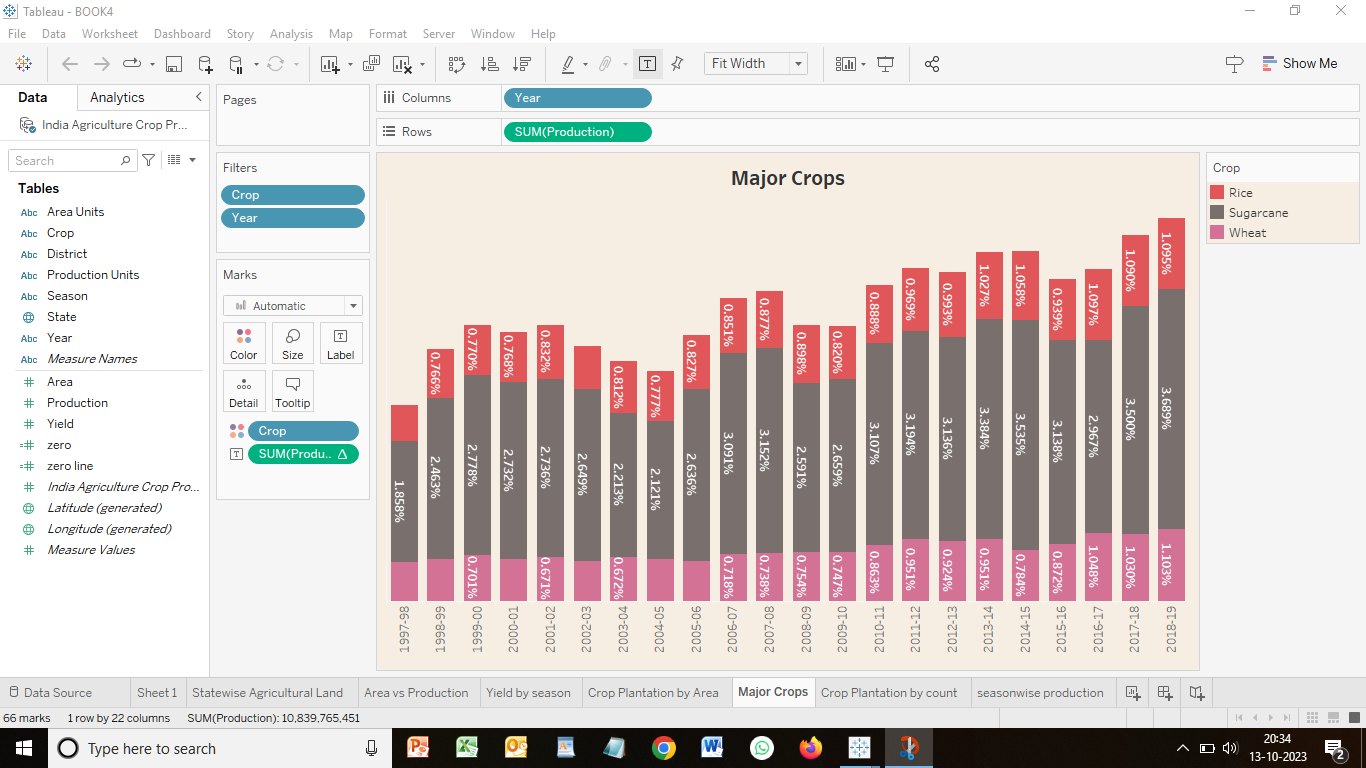 Tableau - BOOK4
File Data Worksheet Dashboard Story Analysis Map Format Server Window Help
Fit Width
Show Me
Data Analytics
India Agriculture Crop Pr...
Search
Tables
Abc Area Units
Abc Crop
Abc District
Abc Production Units
Abc Season
State
Abc Year
Abc Measure Names
Area
Production
Yield
zero
zero line
India Agriculture Crop Pro...
Latitude (generated)
Longitude (generated)
Measure Values
Pages
Filters
Crop
Year
Marks
Automatic
Color Size Label
Detail Tooltip
Crop
SUM(Produ..
Columns Year
Rows SUM(Production)
Major Crops
0.766% 0.770% 0.768% 0.832% 0.812% 0.777% 0.827% 0.851% 0.877% 0.898% 0.820% 0.888% 0.969% 0.993% 1.027% 1.058% 0.939% 1.097% 1.090% 1.095%
1.858% 2.463% 2.778% 2.732% 2.736% 2.649% 2.213% 2.121% 2.636% 3.091% 3.152% 2.591% 2.659% 3.107% 3.194% 3.136% 3.384% 3.535% 3.138% 2.967% 3.500% 3.689%
0.701% 0.671% 0.672% 0.718% 0.738% 0.754% 0.747% 0.863% 0.951% 0.924% 0.951% 0.784% 0.872% 1.048% 1.030% 1.103%
1997-98 1998-99 1999-00 2000-01 2001-02 2002-03 2003-04 2004-05 2005-06 2006-07 2007-08 2008-09 2009-10 2010-11 2011-12 2012-13 2013-14 2014-15 2015-16 2016-17 2017-18 2018-19
Crop
Rice
Sugarcane
Wheat
Data Source Sheet 1 Statewise Agricultural Land Area vs Production Yield by season Crop Plantation by Area Major Crops Crop Plantation by count seasonwise production
66 marks 1 row by 22 columns SUM(Production): 10,839,765,451
Type here to search
20:34
13-10-2023
2